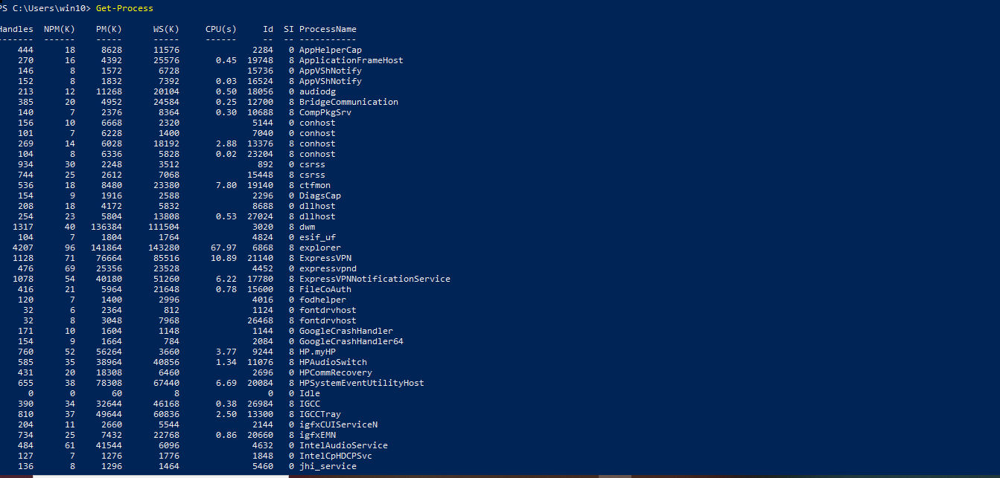 PS C:\Users\win10> Get-Process
Handles NPM(K) PM(K) WS(K) CPU(s) Id SI ProcessName
------- ------ ----- ----- ------ -- -- -----------
444 18 8628 11576 2284 0 AppHelperCap
270 16 4392 25576 0.45 19748 8 ApplicationFrameHost
146 8 1572 6728 15736 0 AppVShNotify
152 8 1832 7392 0.03 16524 8 AppVShNotify
213 12 11268 20104 0.50 18056 0 audiodg
385 20 4952 24584 0.25 12700 8 BridgeCommunication
140 7 2376 8364 0.30 10688 8 CompPkgSrv
156 10 6668 2320 5144 0 conhost
101 7 6228 1400 7040 0 conhost
269 14 6028 18192 2.88 13376 8 conhost
104 8 6336 5828 0.02 23204 8 conhost
934 30 2248 3512 892 0 csrss
744 25 2612 7068 15448 8 csrss
536 18 8480 23380 7.80 19140 8 ctfmon
154 9 1916 2588 2296 0 DiagsCap
208 18 4172 5832 8688 0 dllhost
254 23 5804 13808 0.53 27024 8 dllhost
1317 40 136384 111504 3020 8 dwm
104 7 1804 1764 4824 0 esif_uf
4207 96 141864 143280 67.97 6868 8 explorer
1128 71 76664 85516 10.89 21140 8 ExpressVPN
476 69 25356 23528 4452 0 expressvpnd
1078 54 40180 51260 6.22 17780 8 ExpressVPNNotificationService
416 21 5964 21648 0.78 15600 8 FileCoAuth
120 7 1400 2996 4016 0 fodhelper
32 6 2364 812 1124 0 fontdrvhost
32 8 3048 7968 26468 8 fontdrvhost
171 10 1604 1148 1144 0 GoogleCrashHandler
154 9 1664 784 2084 0 GoogleCrashHandler64
760 52 56264 3660 3.77 9244 8 HP.myHP
585 35 38964 40856 1.34 11076 8 HPAudioSwitch
431 20 18308 6460 2696 0 HPCommRecovery
655 38 78308 67440 6.69 20084 8 HPSystemEventUtilityHost
0 0 60 8 0 0 Idle
390 34 32644 46168 0.38 26984 8 IGCC
810 37 49644 60836 2.50 13300 8 IGCCTray
204 11 2660 5544 2144 0 igfxCUIServiceN
734 25 7432 22768 0.86 20660 8 igfxEMN
484 61 41544 6096 4632 0 IntelAudioService
127 7 1276 1776 1848 0 IntelCpHDCPSvc
136 8 1296 1464 5460 0 jhi_service